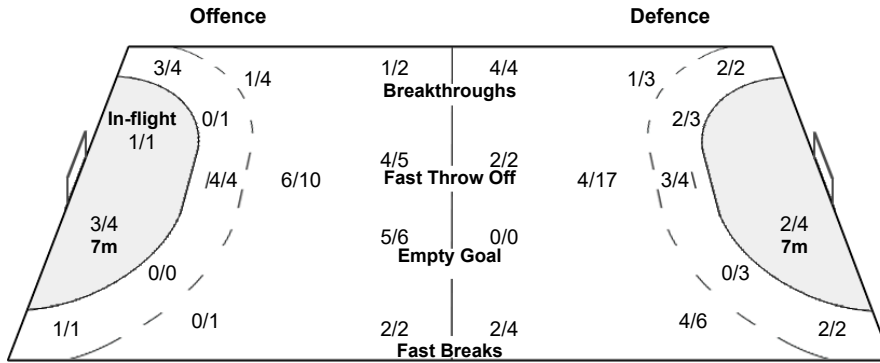 Offence Defence
3/4 1/4 1/2 4/4 1/3 2/2
Breakthroughs
In-flight 0/1 2/3
1/1
4/5 2/2
/4/4 6/10 Fast Throw Off 4/17 3/4
3/4 2/4
7m 5/6 0/0 7m
Empty Goal
0/0 0/3
1/1 0/1 2/2 2/4 4/6 2/2
Fast Breaks